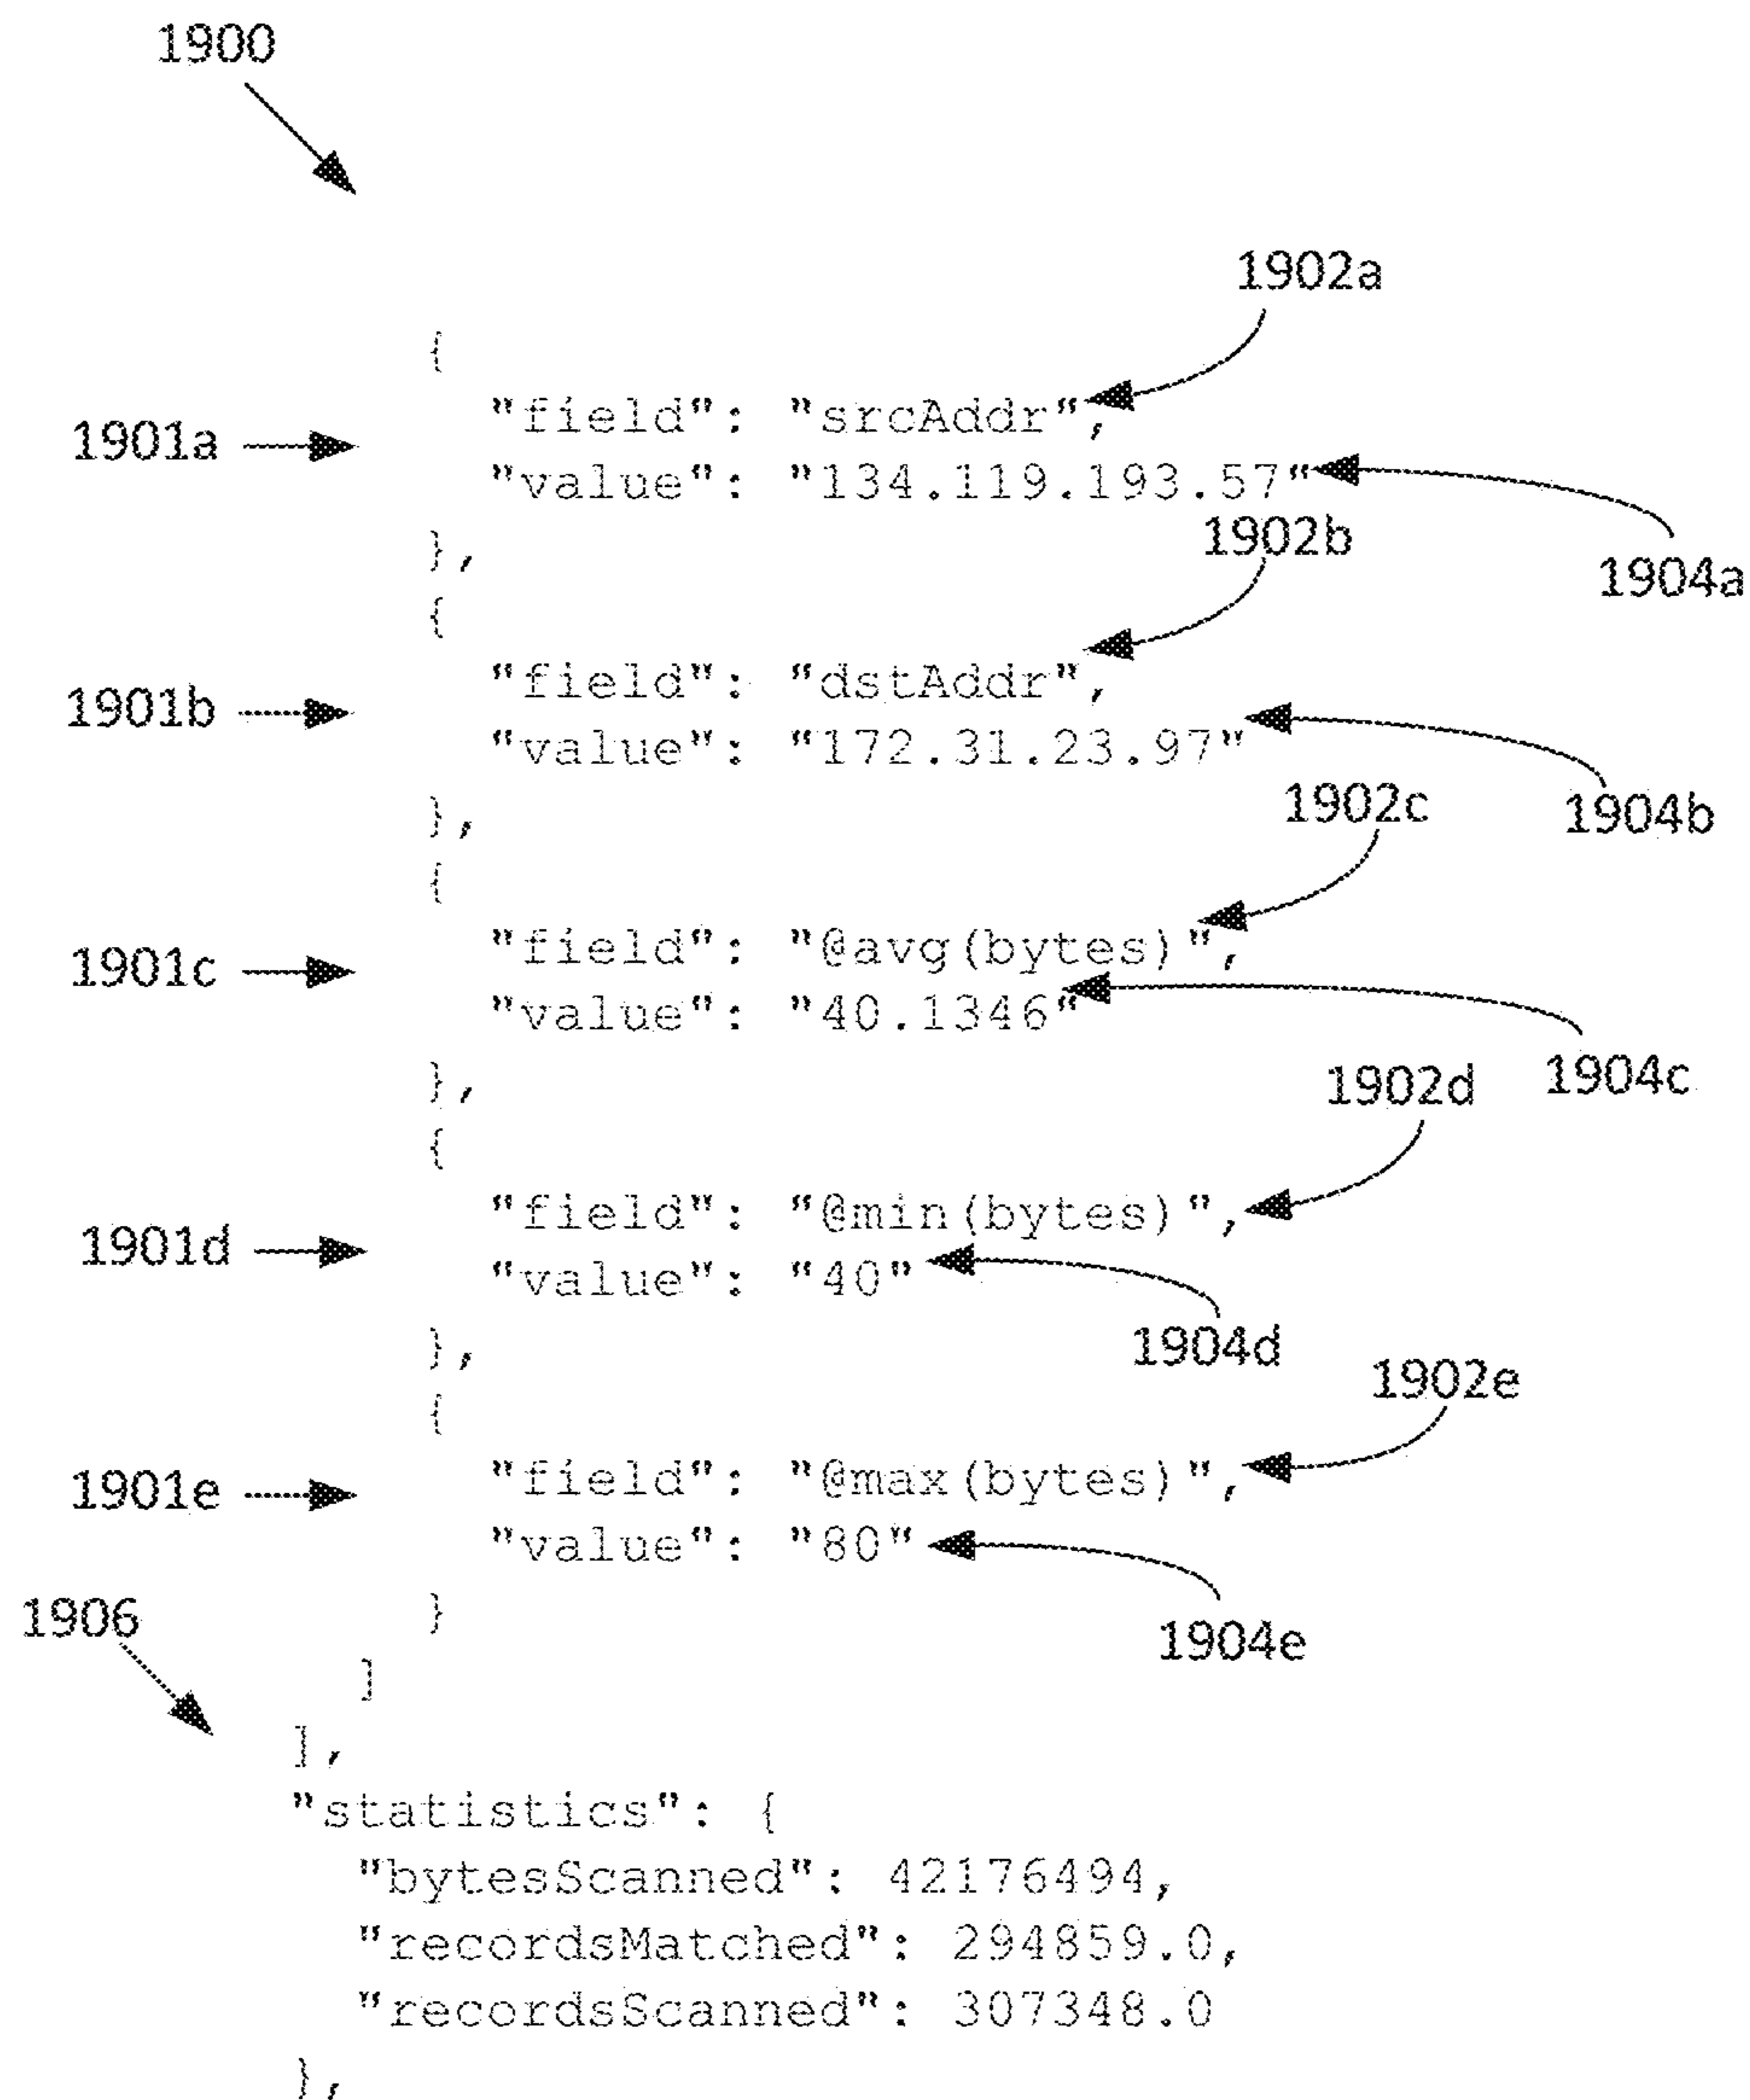 1900
1902a
{
1901a
"field": "srcAddr",
"value": "134.119.193.57"
1904a
},
1902b
{
1901b
"field": "dstAddr",
"value": "172.31.23.97"
1904b
},
1902c
{
1901c
"field": "@avg(bytes)",
"value": "40.1346"
1904c
},
1902d
{
1901d
"field": "@min(bytes)",
"value": "40"
1904d
},
1902e
{
1901e
"field": "@max(bytes)",
"value": "80"
1904e
}
1906
]
],
"statistics": {
"bytesScanned": 42176494,
"recordsMatched": 294859.0,
"recordsScanned": 307348.0
},